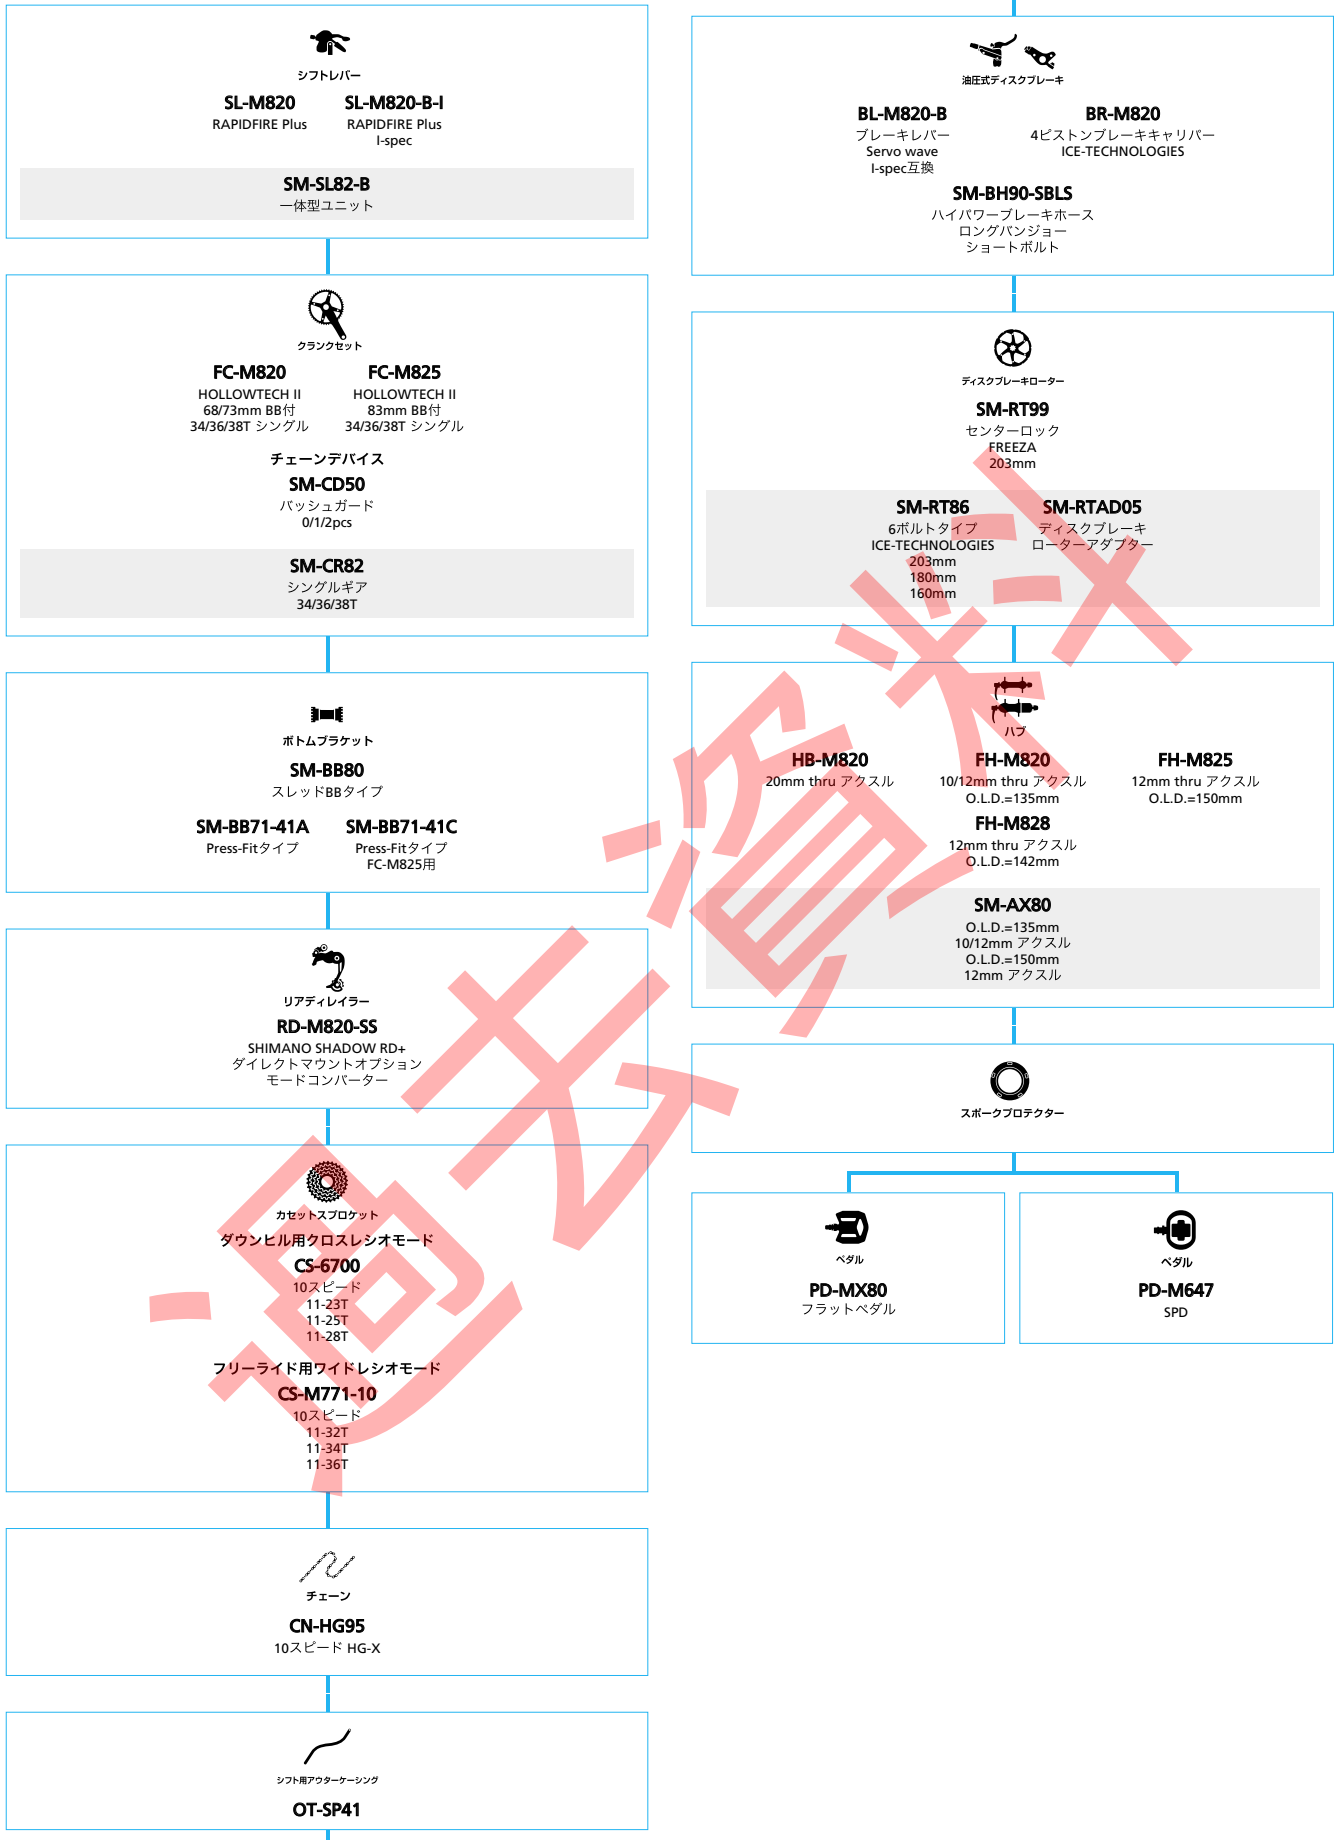 シフトレバー
SL-M820
RAPIDFIRE Plus
SL-M820-B-I
RAPIDFIRE Plus
I-spec
SM-SL82-B
一体型ユニット
クランクセット
FC-M820
HOLLOWTECH II
68/73mm BB付
34/36/38T シングル
FC-M825
HOLLOWTECH II
83mm BB付
34/36/38T シングル
チェーンデバイス
SM-CD50
バッシュガード
0/1/2pcs
SM-CR82
シングルギア
34/36/38T
ボトムブラケット
SM-BB80
スレッドBBタイプ
SM-BB71-41A
Press-Fitタイプ
SM-BB71-41C
Press-Fitタイプ
FC-M825用
リアディレイラー
RD-M820-SS
SHIMANO SHADOW RD+
ダイレクトマウントオプション
モードコンバーター
カセットスプロケット
ダウンヒル用クロスレシオモード
CS-6700
10スピード
11-23T
11-25T
11-28T
フリーライド用ワイドレシオモード
CS-M771-10
10スピード
11-32T
11-34T
11-36T
チェーン
CN-HG95
10スピード HG-X
シフト用アウターケーシング
OT-SP41
油圧式ディスクブレーキ
BL-M820-B
ブレーキレバー
Servo wave
I-spec互換
BR-M820
4ピストンブレーキキャリパー
ICE-TECHNOLOGIES
SM-BH90-SBLS
ハイパワーブレーキホース
ロングバンジョー
ショートボルト
ディスクブレーキローター
SM-RT99
センターロック
FREEZA
203mm
SM-RT86
6ボルトタイプ
ICE-TECHNOLOGIES
203mm
180mm
160mm
SM-RTAD05
ディスクブレーキ
ローターアダプター
ハブ
HB-M820
20mm thru アクスル
FH-M820
10/12mm thru アクスル
O.L.D.=135mm
FH-M825
12mm thru アクスル
O.L.D.=150mm
FH-M828
12mm thru アクスル
O.L.D.=142mm
SM-AX80
O.L.D.=135mm
10/12mm アクスル
O.L.D.=150mm
12mm アクスル
スポークプロテクター
ペダル
PD-MX80
フラットペダル
ペダル
PD-M647
SPD
過去資料